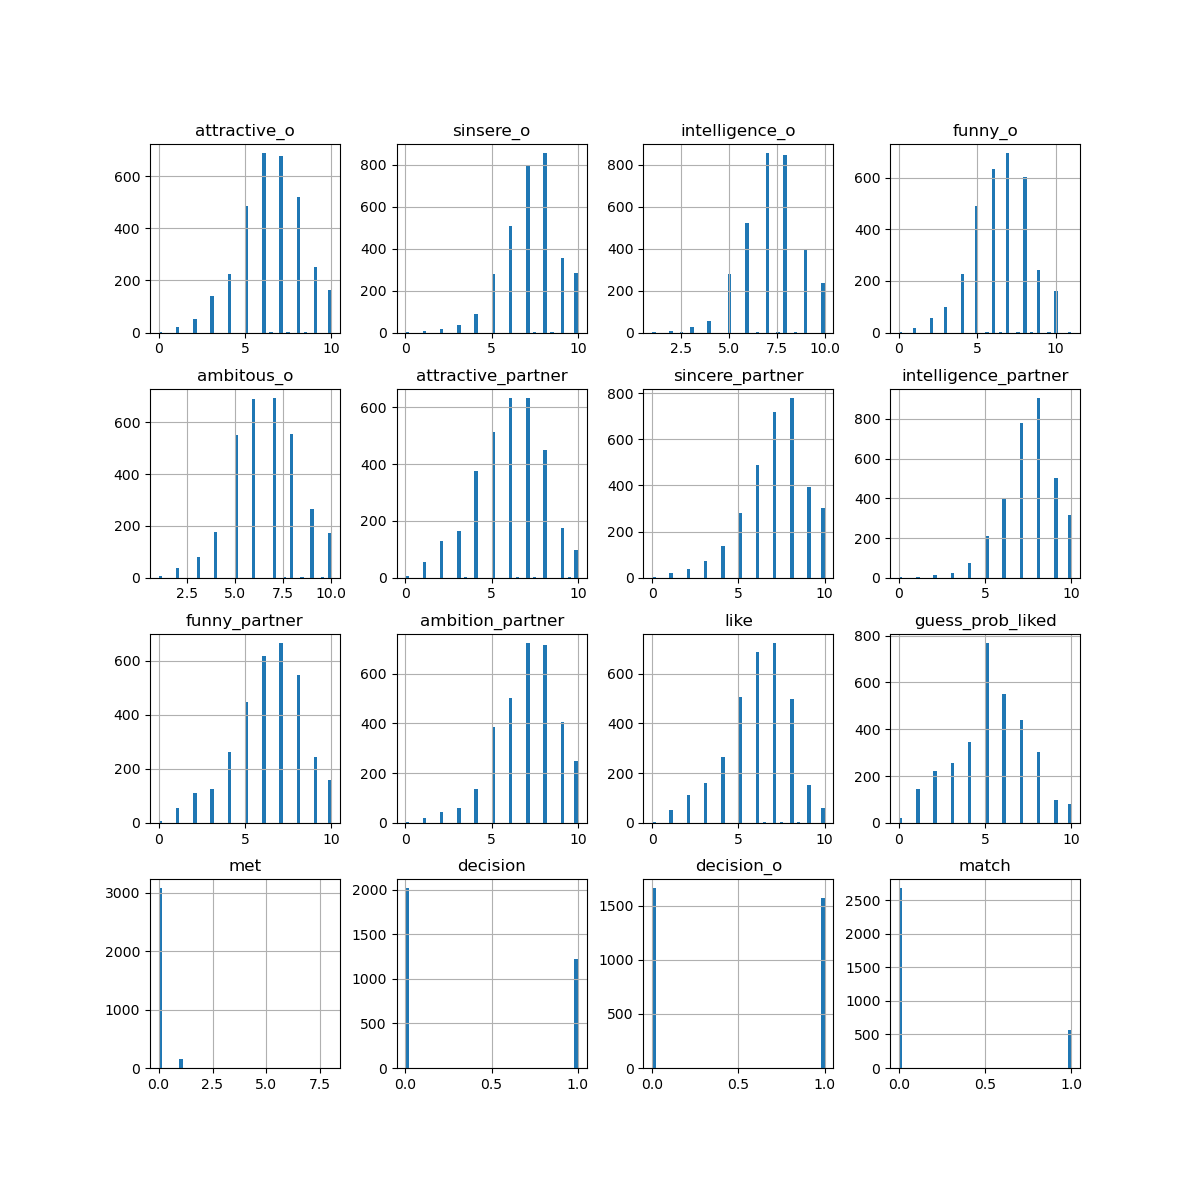 attractive_o sinsere_o intelligence_o funny_o
600 800 800 600
600
400 600 400
400 400
200 200 200 200
0 0 0 0
0 5 10 0 5 10 2.5 5.0 7.5 10.0 0 5 10
ambitous_o attractive_partner sincere_partner intelligence_partner
600 600 800 800
600 600
400 400
400 400
200 200 200 200
0 0 0 0
2.5 5.0 7.5 10.0 0 5 10 0 5 10 0 5 10
funny_partner ambition_partner like guess_prob_liked
600 600 600 800
600
400 400 400 400
200 200 200 200
0 0 0 0
0 5 10 0 5 10 0 5 10 0 5 10
met decision decision_o match
3000 2000 1500 2500
2000 1500 1000 2000
1000 1500
1000 500 500 1000
500
0 0 0 0
0.0 2.5 5.0 7.5 0.0 0.5 1.0 0.0 0.5 1.0 0.0 0.5 1.0